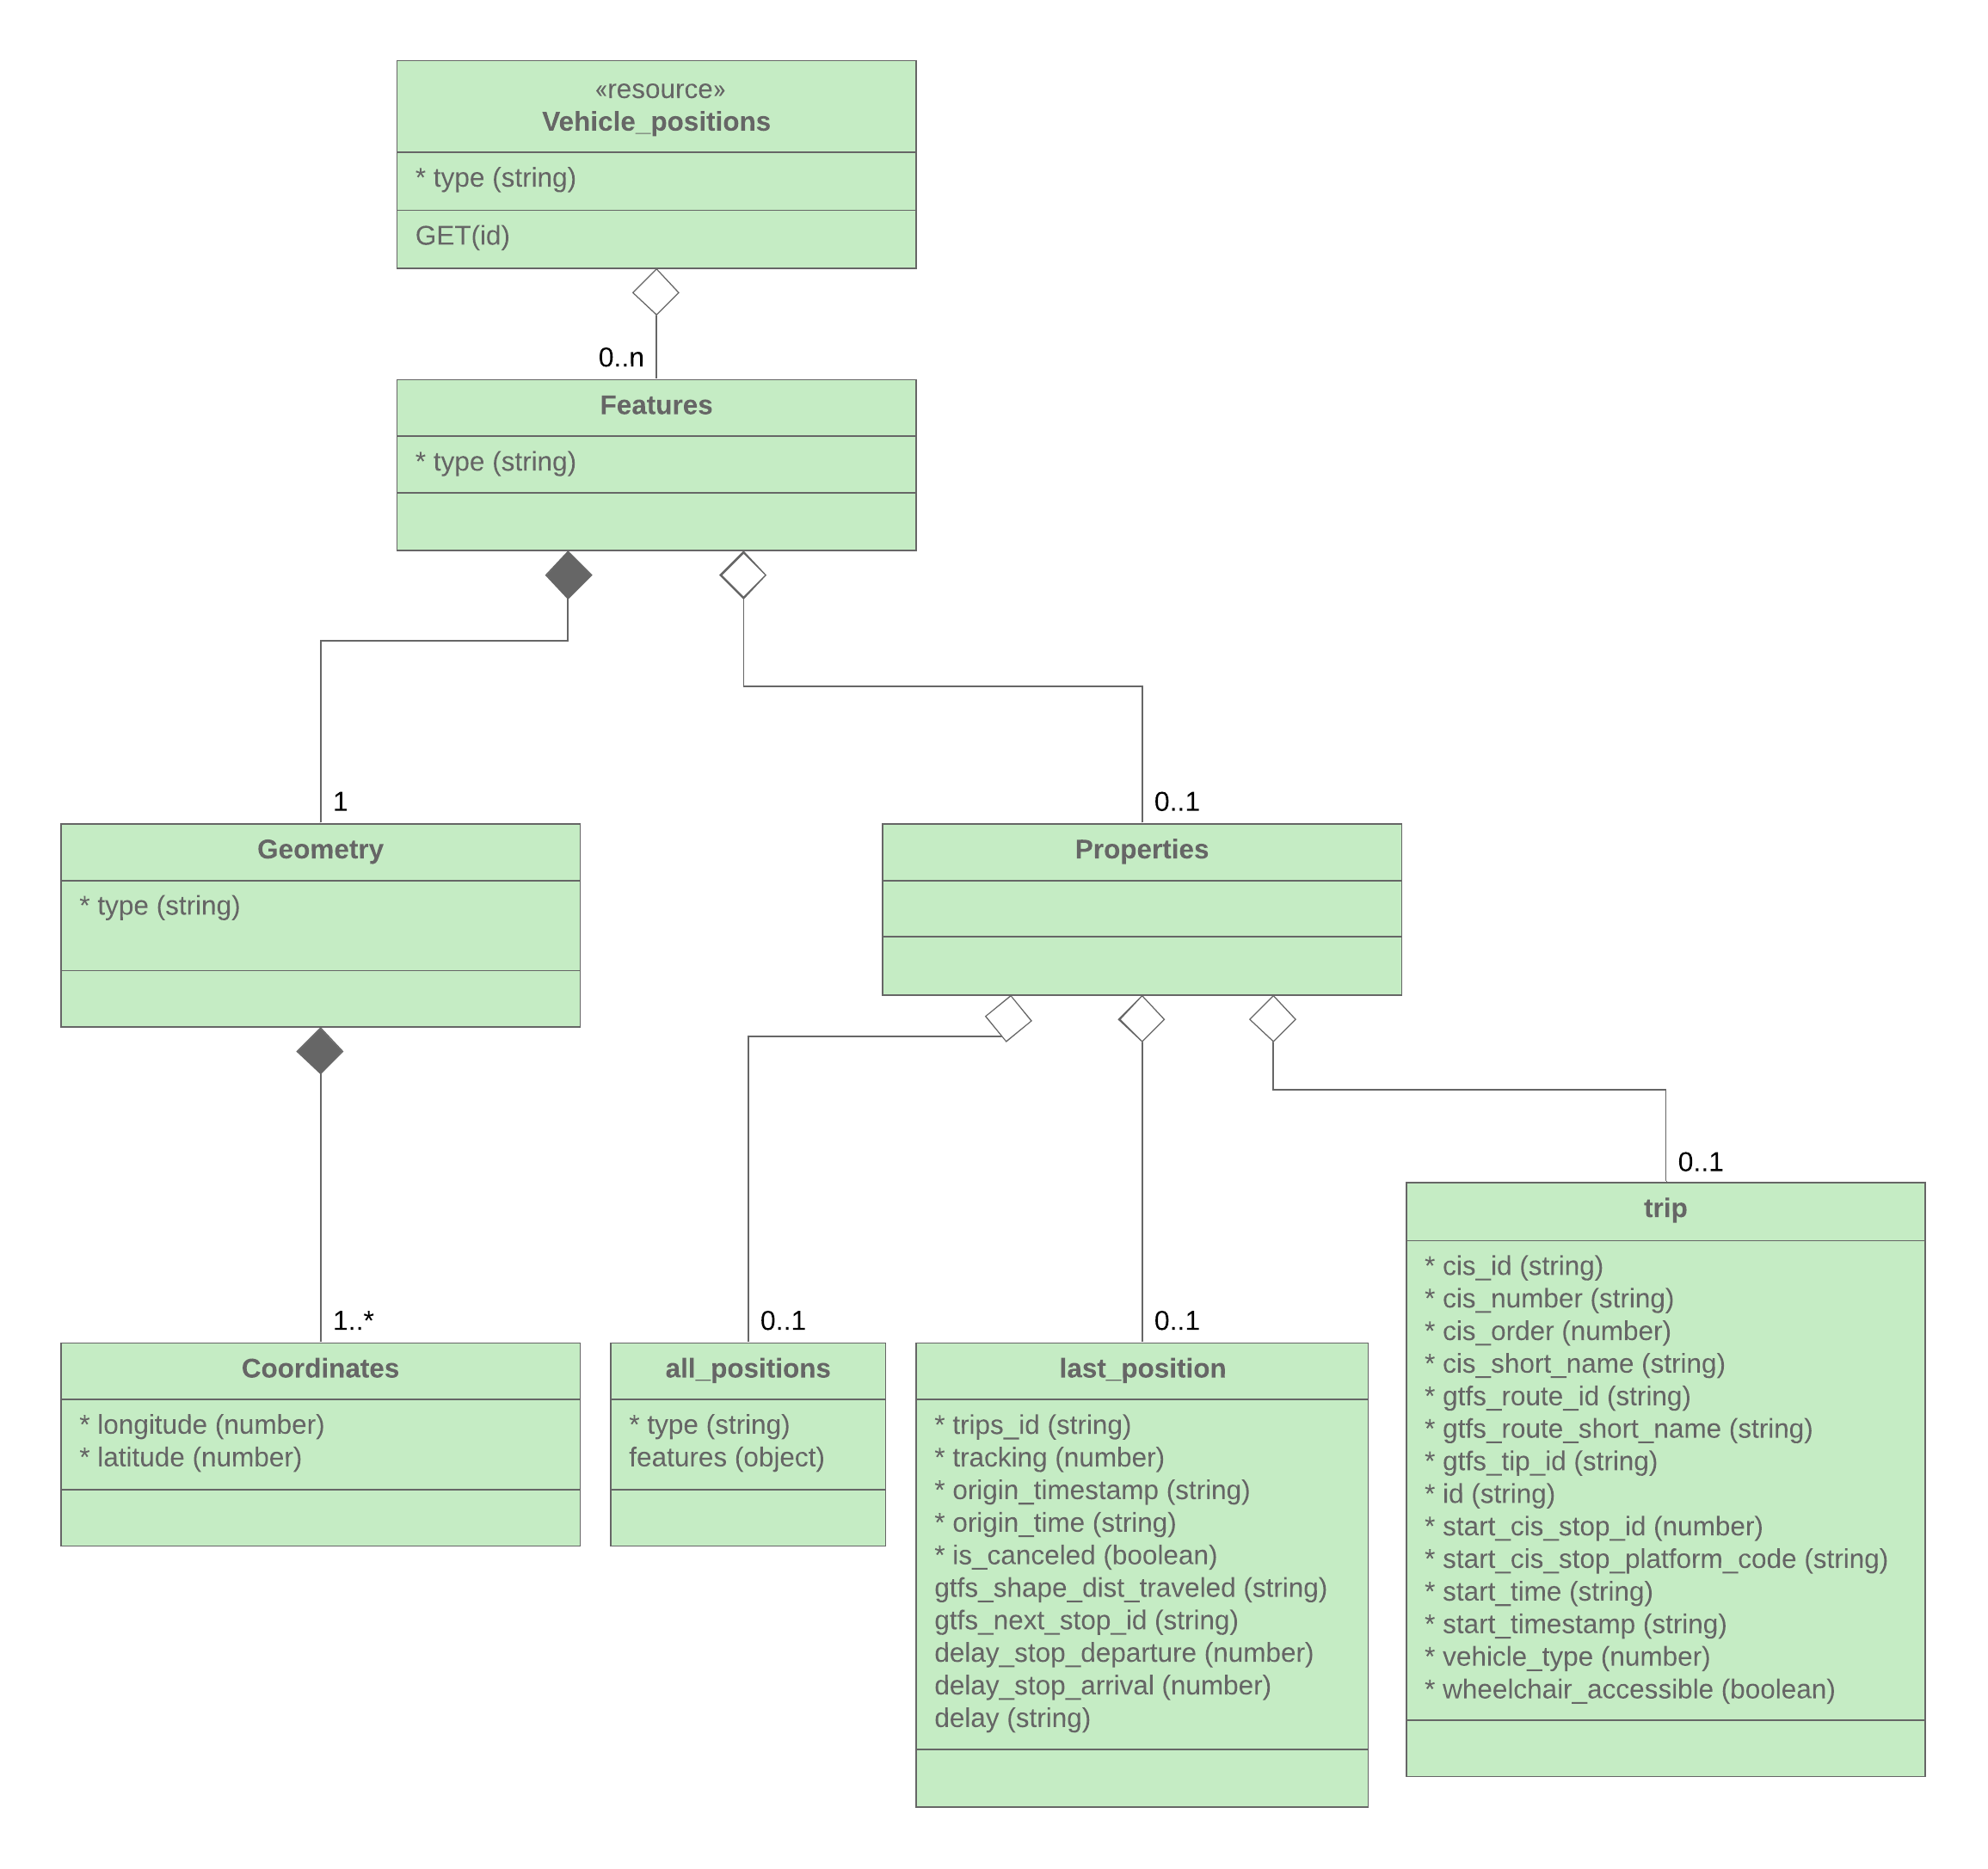 «resource»
Vehicle_positions
* type (string)
GET(id)
0..n
Features
* type (string)
1
0..1
Geometry
* type (string)
Properties
0..1
trip
* cis_id (string)
* cis_number (string)
* cis_order (number)
* cis_short_name (string)
* gtfs_route_id (string)
* gtfs_route_short_name (string)
* gtfs_tip_id (string)
* id (string)
* start_cis_stop_id (number)
* start_cis_stop_platform_code (string)
* start_time (string)
* start_timestamp (string)
* vehicle_type (number)
* wheelchair_accessible (boolean)
1..*
Coordinates
* longitude (number)
* latitude (number)
0..1
all_positions
* type (string)
features (object)
0..1
last_position
* trips_id (string)
* tracking (number)
* origin_timestamp (string)
* origin_time (string)
* is_canceled (boolean)
gtfs_shape_dist_traveled (string)
gtfs_next_stop_id (string)
delay_stop_departure (number)
delay_stop_arrival (number)
delay (string)